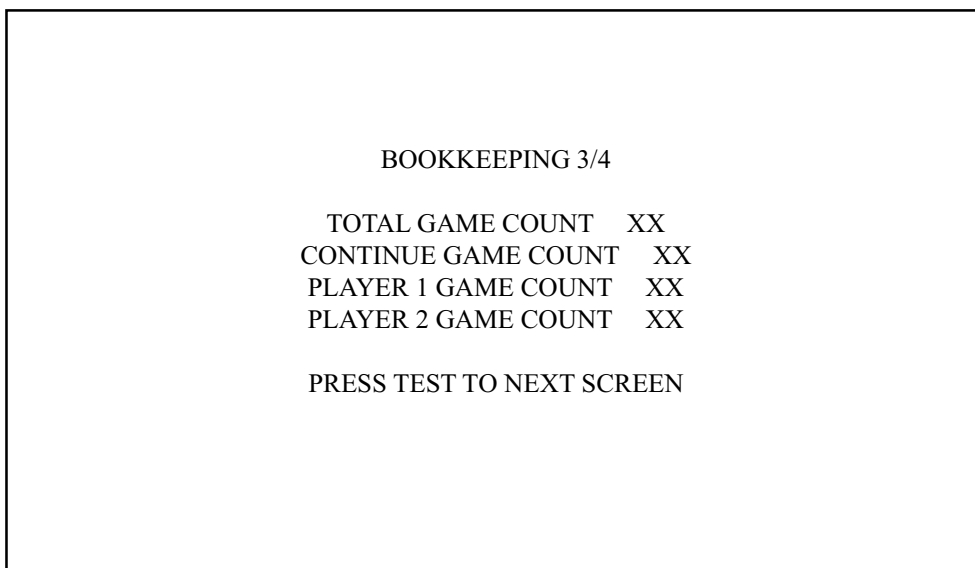 BOOKKEEPING 3/4
TOTAL GAME COUNT XX
CONTINUE GAME COUNT XX
PLAYER 1 GAME COUNT XX
PLAYER 2 GAME COUNT XX
PRESS TEST TO NEXT SCREEN